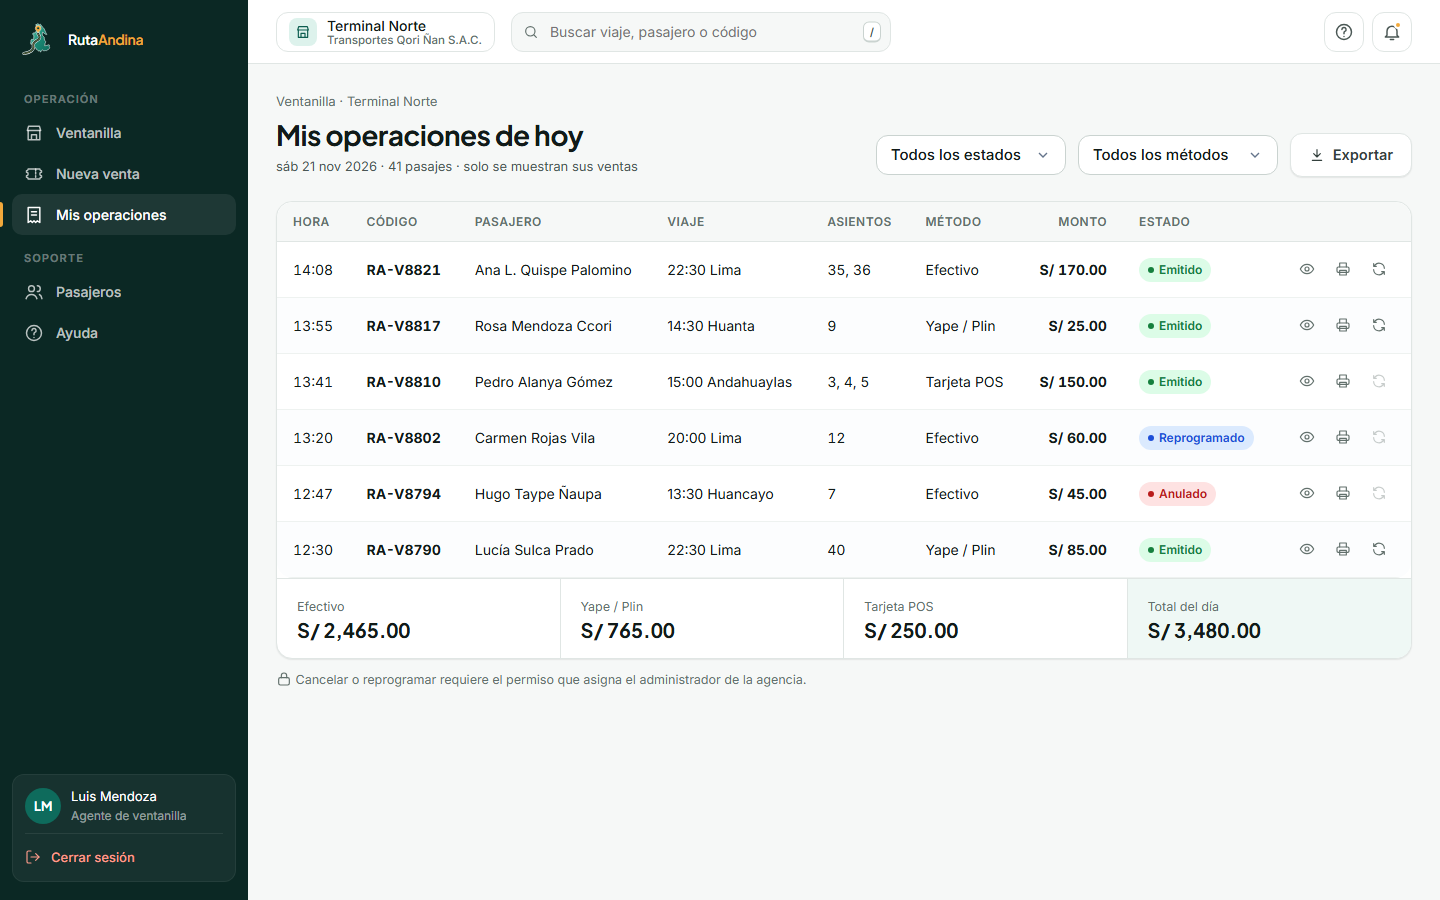 RutaAndina
OPERACIÓN
Ventanilla
Nueva venta
Mis operaciones
SOPORTE
Pasajeros
Ayuda
LM
Luis Mendoza
Agente de ventanilla
Cerrar sesión
Terminal Norte
Transportes Qori Ñan S.A.C.
Buscar viaje, pasajero o código
/
Ventanilla · Terminal Norte
Mis operaciones de hoy
sáb 21 nov 2026 · 41 pasajes · solo se muestran sus ventas
Todos los estados
Todos los métodos
Exportar
HORA CÓDIGO PASAJERO VIAJE ASIENTOS MÉTODO MONTO ESTADO
14:08 RA-V8821 Ana L. Quispe Palomino 22:30 Lima 35, 36 Efectivo S/ 170.00 Emitido
13:55 RA-V8817 Rosa Mendoza Ccori 14:30 Huanta 9 Yape / Plin S/ 25.00 Emitido
13:41 RA-V8810 Pedro Alanya Gómez 15:00 Andahuaylas 3, 4, 5 Tarjeta POS S/ 150.00 Emitido
13:20 RA-V8802 Carmen Rojas Vila 20:00 Lima 12 Efectivo S/ 60.00 Reprogramado
12:47 RA-V8794 Hugo Taype Ñaupa 13:30 Huancayo 7 Efectivo S/ 45.00 Anulado
12:30 RA-V8790 Lucía Sulca Prado 22:30 Lima 40 Yape / Plin S/ 85.00 Emitido
Efectivo
S/ 2,465.00
Yape / Plin
S/ 765.00
Tarjeta POS
S/ 250.00
Total del día
S/ 3,480.00
Cancelar o reprogramar requiere el permiso que asigna el administrador de la agencia.